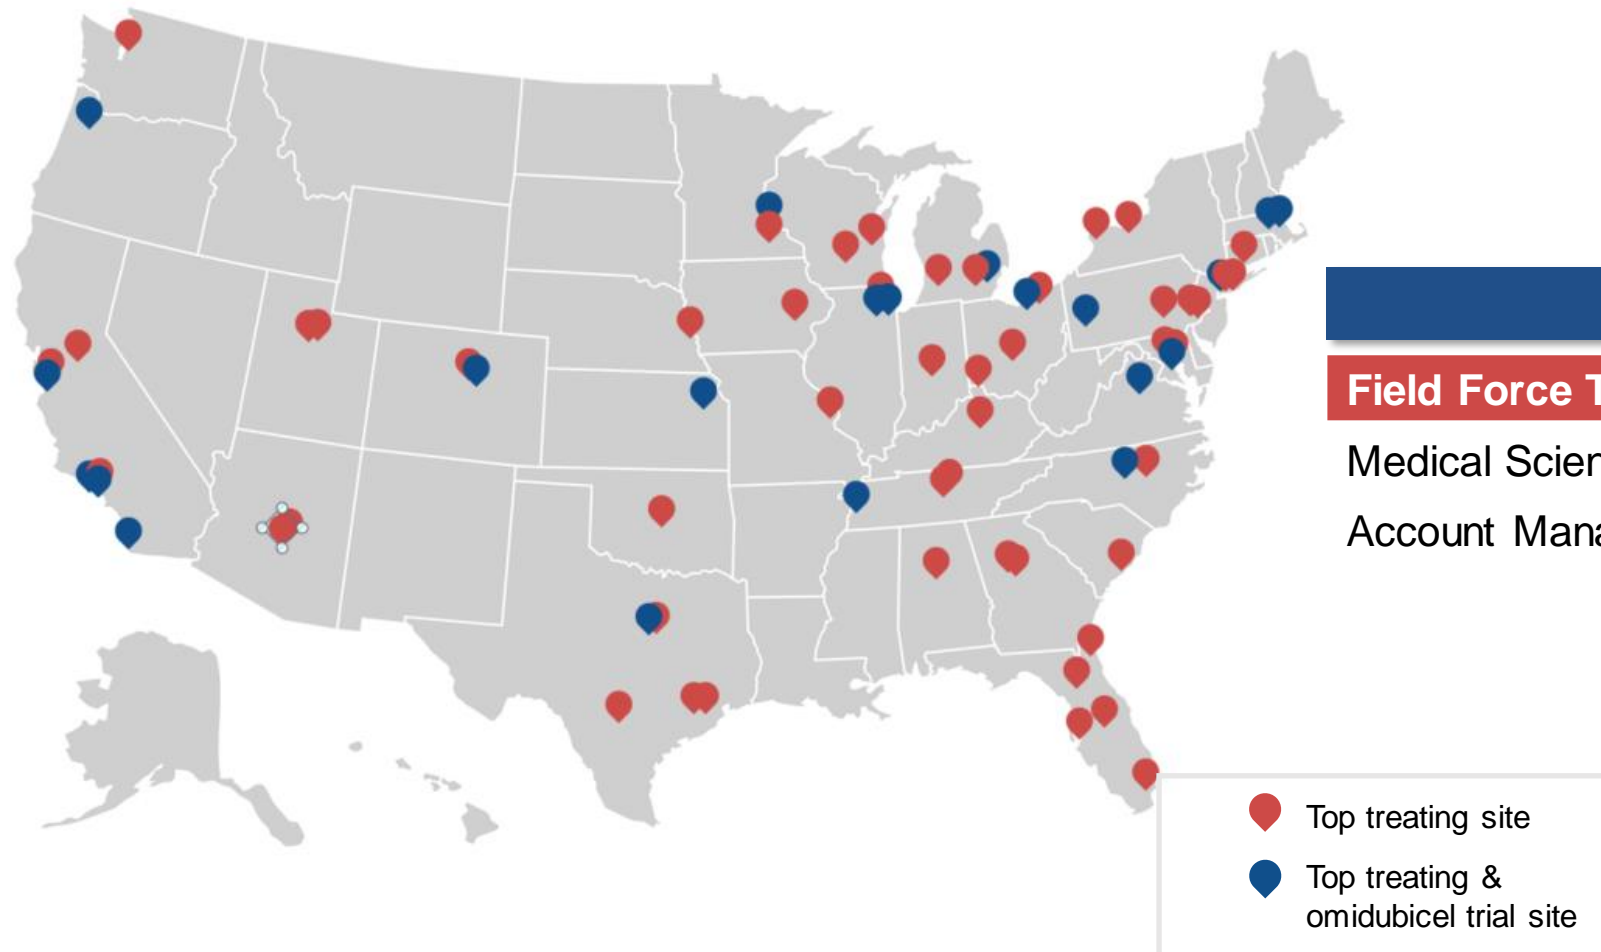 Field Force
Medical
Account
Top treating site
Top treating &
omidubicel trial site